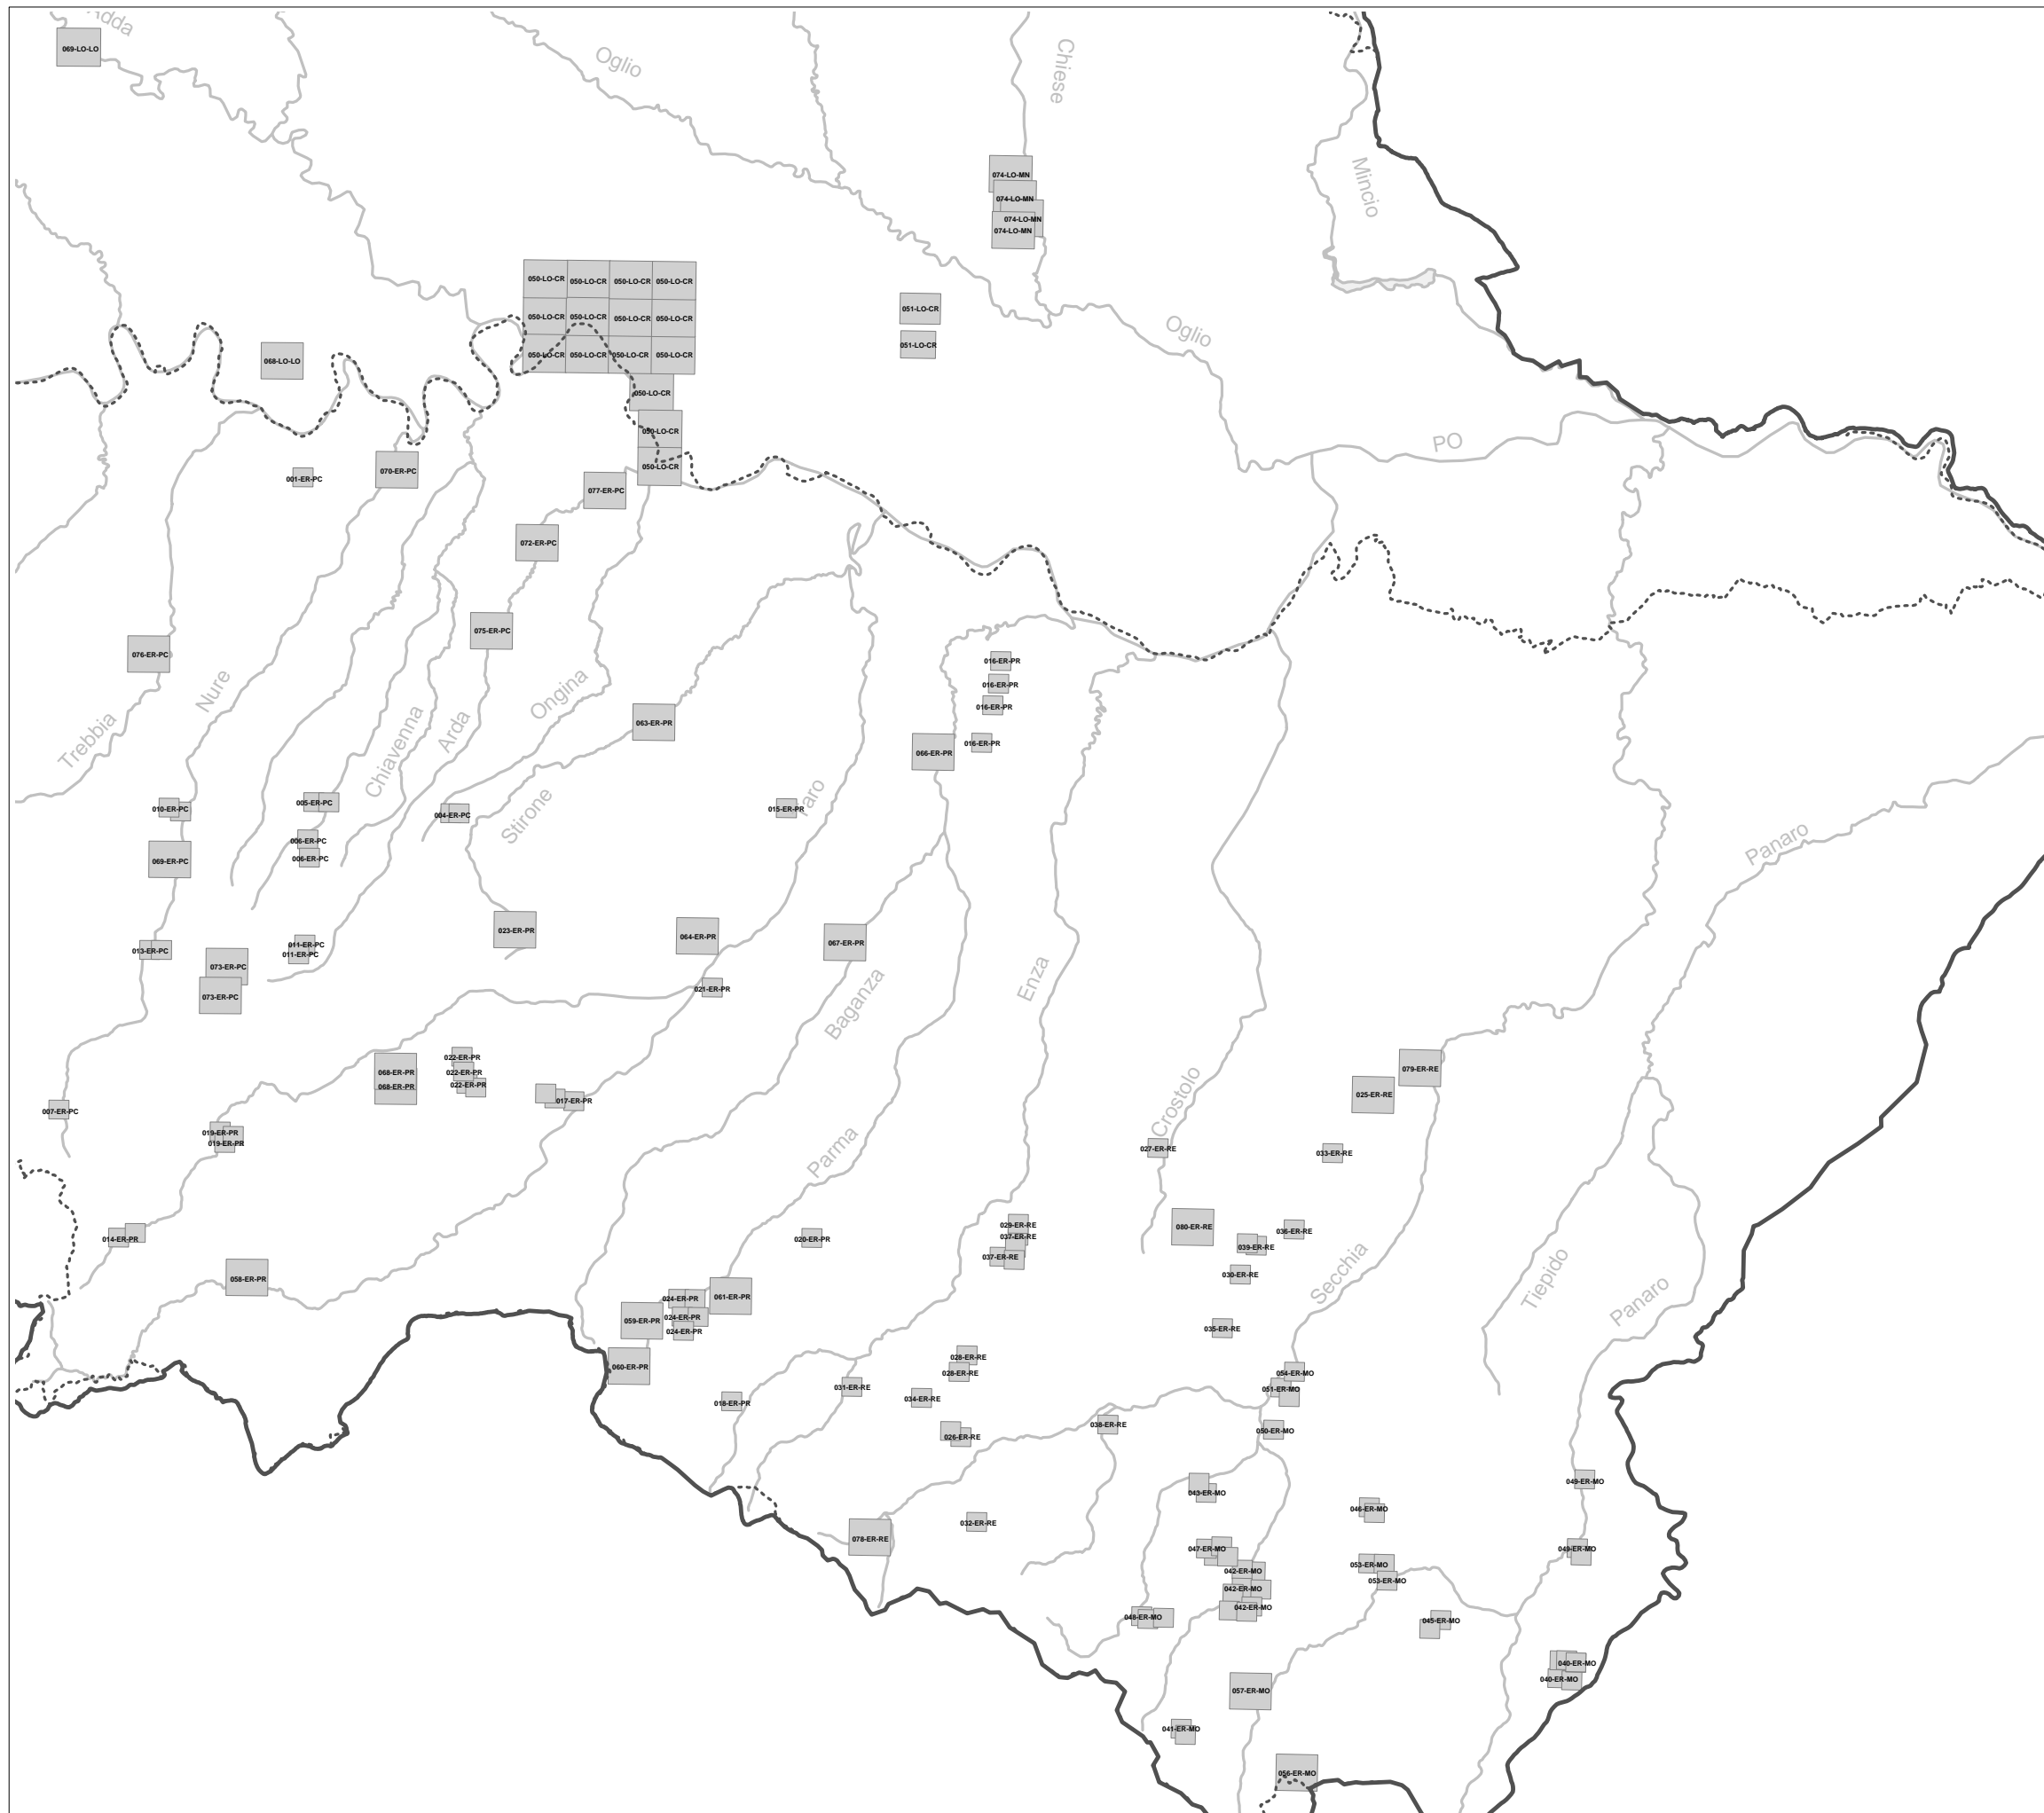 Adda
069-LO-LO
Oglio
Chiese
Mincio
074-LO-MN
074-LO-MN
074-LO-MN
074-LO-MN
050-LO-CR
050-LO-CR
050-LO-CR
050-LO-CR
051-LO-CR
050-LO-CR
050-LO-CR
050-LO-CR
050-LO-CR
Oglio
051-LO-CR
050-LO-CR
050-LO-CR
050-LO-CR
050-LO-CR
068-LO-LO
050-LO-CR
050-LO-CR
PO
050-LO-CR
070-ER-PC
001-ER-PC
077-ER-PC
072-ER-PC
075-ER-PC
076-ER-PC
016-ER-PR
016-ER-PR
Nure
Ongina
016-ER-PR
063-ER-PR
Trebbia
Chiavenna
Arda
066-ER-PR
016-ER-PR
010-ER-PC
005-ER-PC
004-ER-PC
Stirone
015-ER-PR
Taro
006-ER-PC
Panaro
006-ER-PC
069-ER-PC
023-ER-PR
064-ER-PR
067-ER-PR
013-ER-PC
011-ER-PC
011-ER-PC
073-ER-PC
073-ER-PC
021-ER-PR
Baganza
Enza
022-ER-PR
068-ER-PR
022-ER-PR
079-ER-RE
068-ER-PR
022-ER-PR
025-ER-RE
017-ER-PR
007-ER-PC
Crostolo
019-ER-PR
019-ER-PR
Parma
027-ER-RE
033-ER-RE
029-ER-RE
080-ER-RE
036-ER-RE
014-ER-PR
020-ER-PR
037-ER-RE
039-ER-RE
037-ER-RE
058-ER-PR
030-ER-RE
Secchia
Tiepido
Panaro
024-ER-PR
061-ER-PR
024-ER-PR
059-ER-PR
024-ER-PR
035-ER-RE
028-ER-RE
060-ER-PR
028-ER-RE
054-ER-MO
031-ER-RE
051-ER-MO
034-ER-RE
018-ER-PR
038-ER-RE
050-ER-MO
026-ER-RE
049-ER-MO
043-ER-MO
046-ER-MO
032-ER-RE
078-ER-RE
047-ER-MO
049-ER-MO
053-ER-MO
042-ER-MO
053-ER-MO
042-ER-MO
042-ER-MO
048-ER-MO
045-ER-MO
040-ER-MO
040-ER-MO
057-ER-MO
041-ER-MO
056-ER-MO